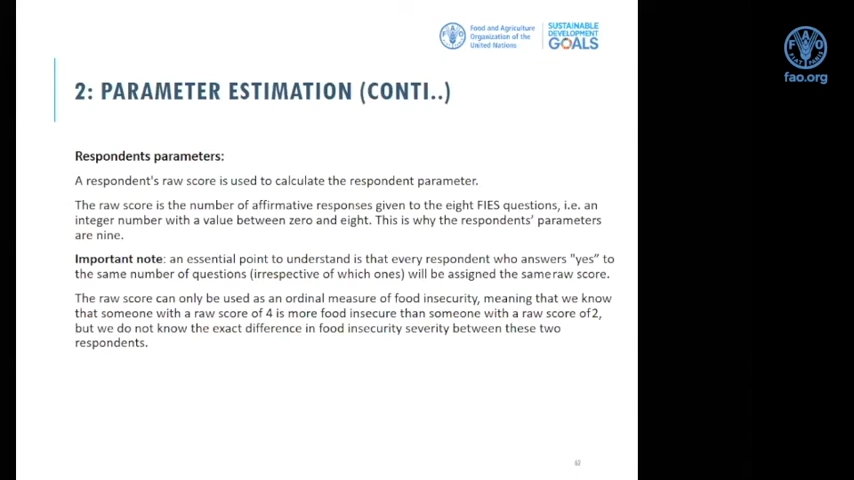 Food and Agriculture
Organization of the
United Nations
SUSTAINABLE
DEVELOPMENT
GOALS
F A O
FIAT PANIS
fao.org
2: PARAMETER ESTIMATION (CONTI..)
Respondents parameters:
A respondent's raw score is used to calculate the respondent parameter.
The raw score is the number of affirmative responses given to the eight FIES questions, i.e. an
integer number with a value between zero and eight. This is why the respondents' parameters
are nine.
Important note: an essential point to understand is that every respondent who answers "yes" to
the same number of questions (irrespective of which ones) will be assigned the same raw score.
The raw score can only be used as an ordinal measure of food insecurity, meaning that we know
that someone with a raw score of 4 is more food insecure than someone with a raw score of 2,
but we do not know the exact difference in food insecurity severity between these two
respondents.